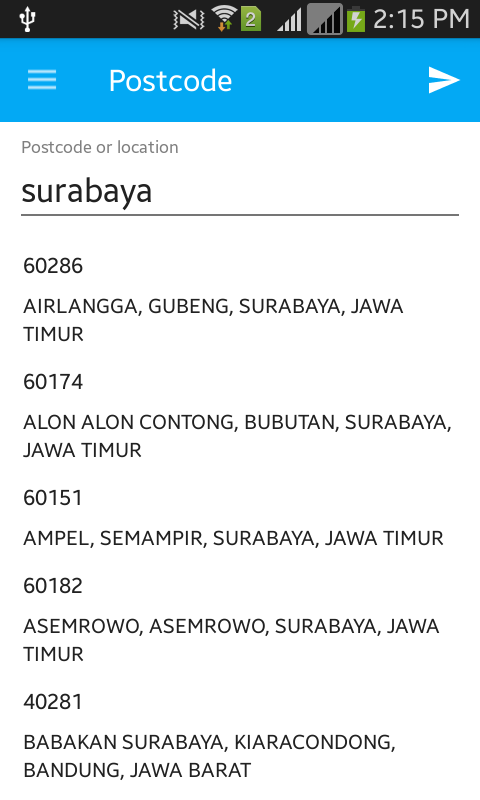 2
2:15 PM
Postcode
Postcode or location
surabaya
60286
AIRLANGGA, GUBENG, SURABAYA, JAWA
TIMUR
60174
ALON ALON CONTONG, BUBUTAN, SURABAYA,
JAWA TIMUR
60151
AMPEL, SEMAMPIR, SURABAYA, JAWA TIMUR
60182
ASEMROWO, ASEMROWO, SURABAYA, JAWA
TIMUR
40281
BABAKAN SURABAYA, KIARACONDONG,
BANDUNG, JAWA BARAT